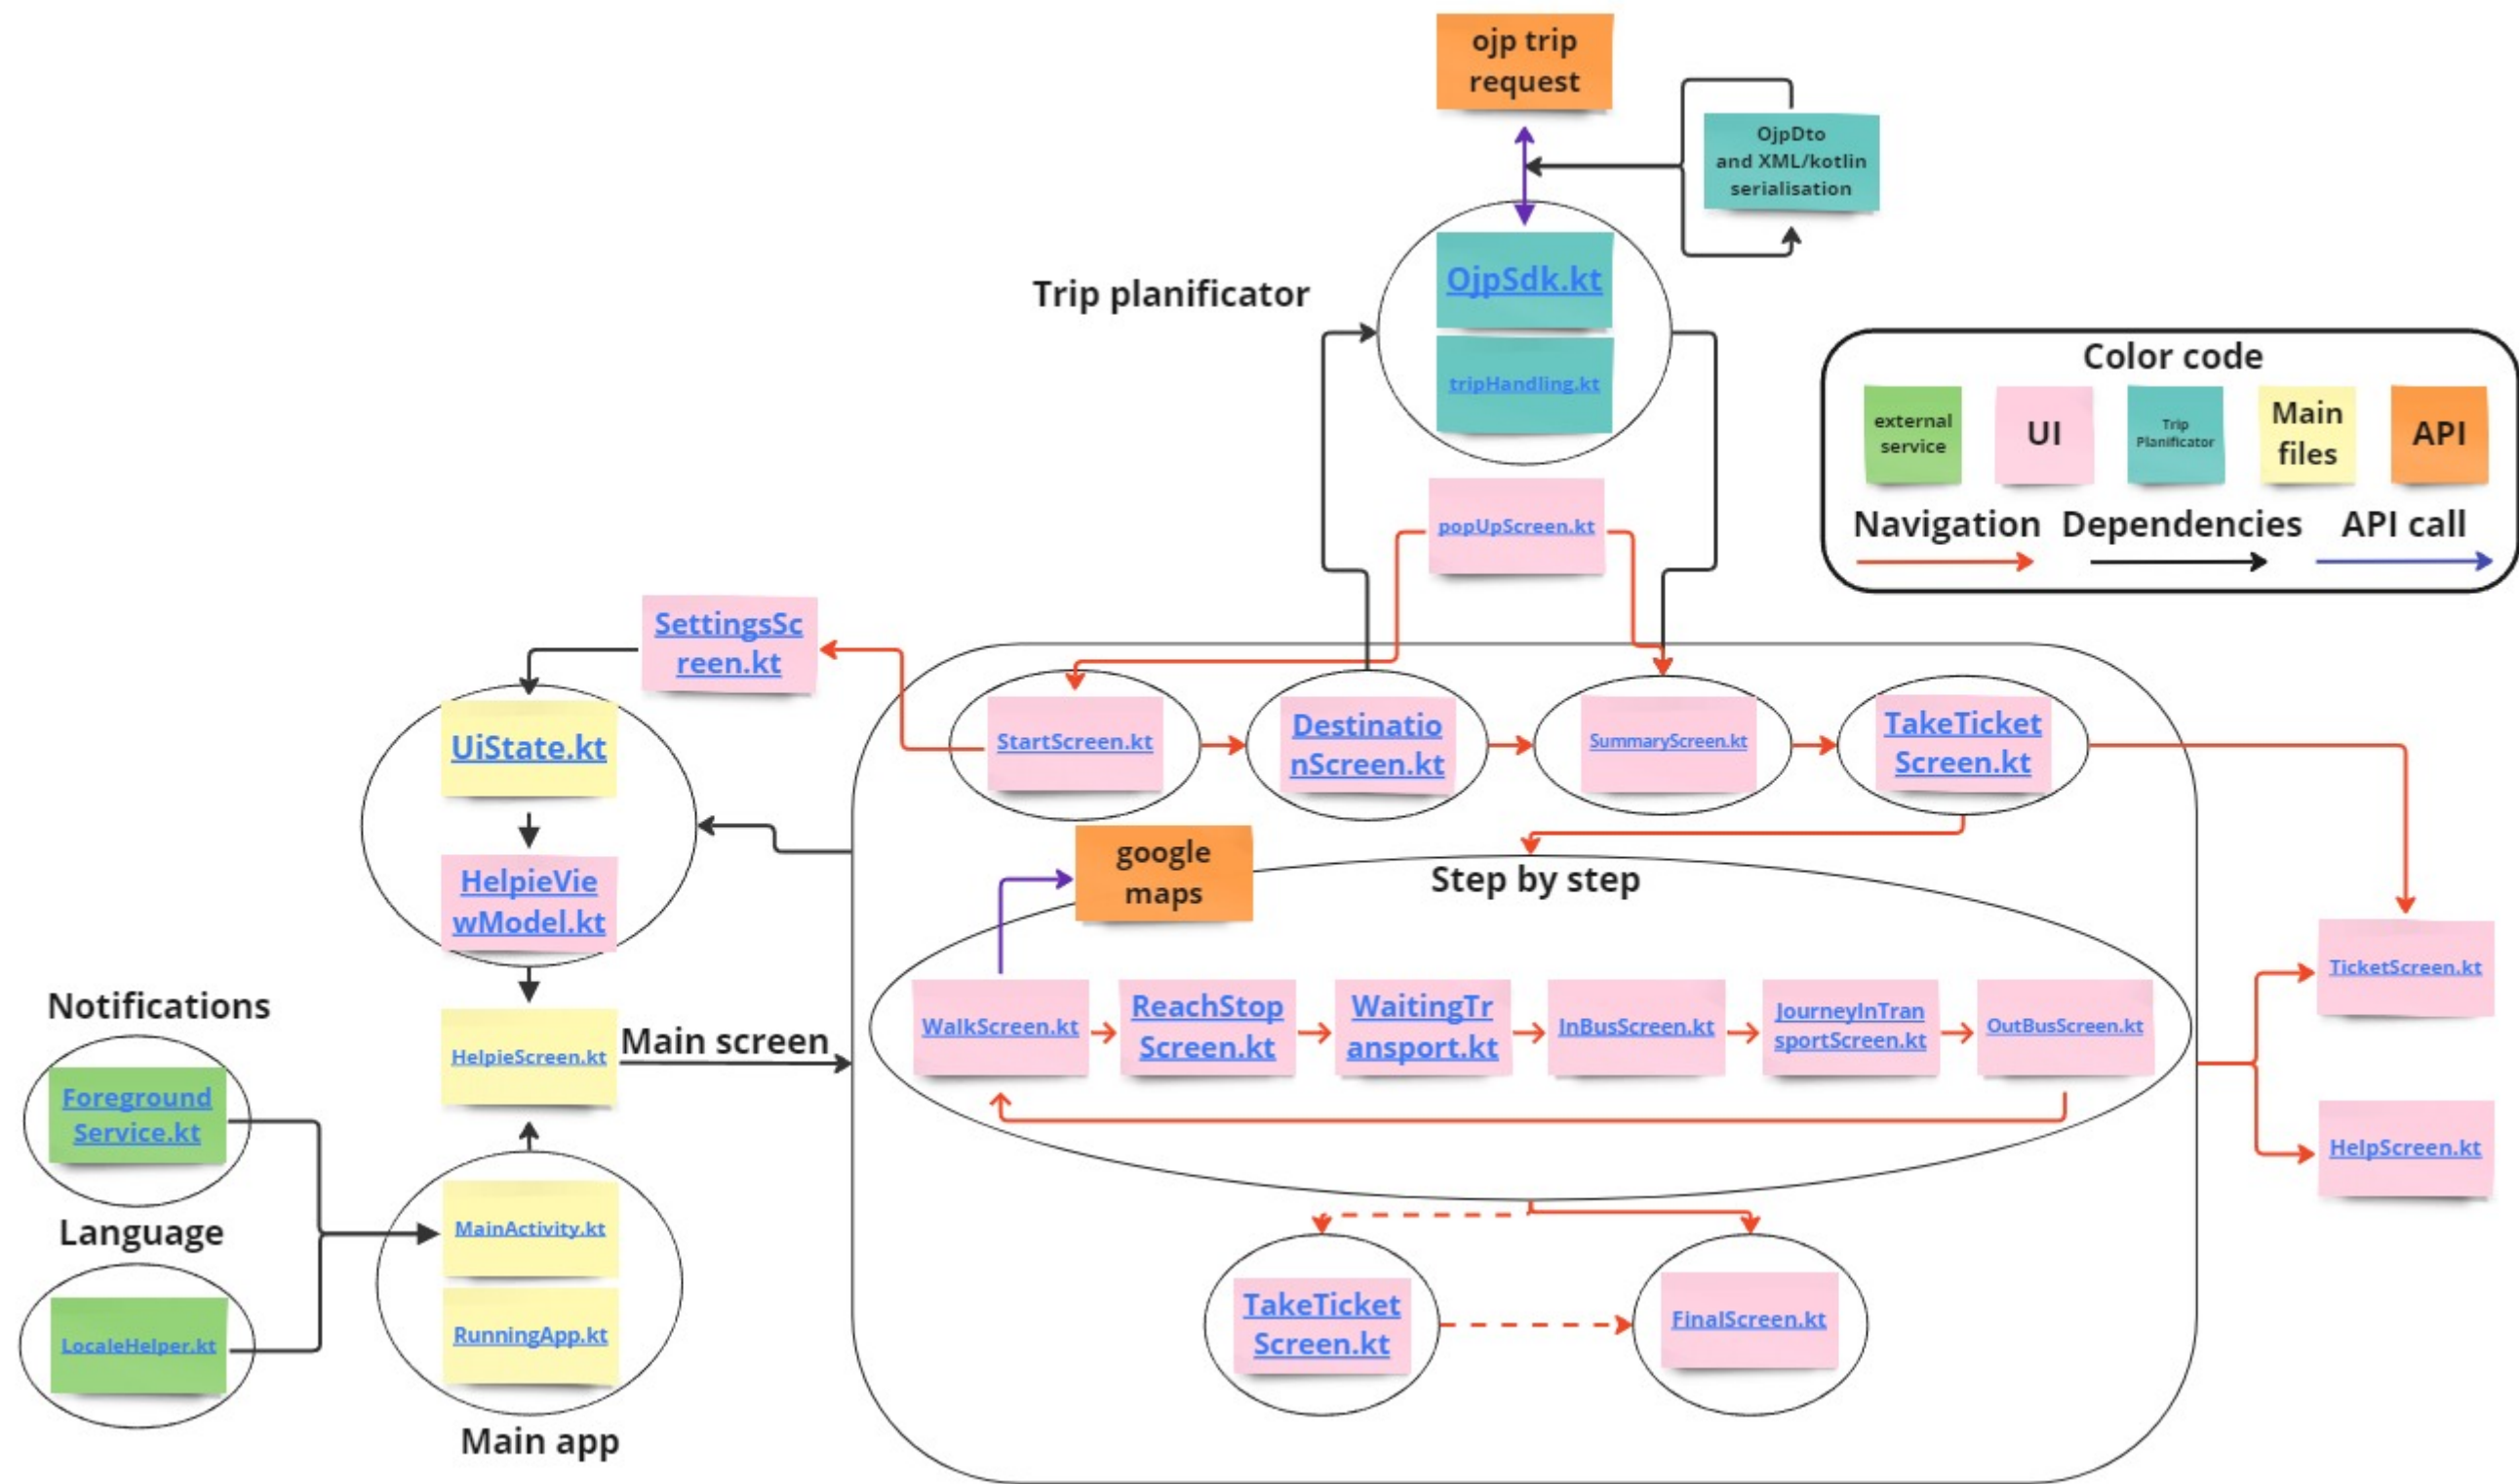 ojp trip
request
OjpDto
and XML/kotlin
serialisation
Trip planificator
OjpSdk.kt
tripHandling.kt
popUpScreen.kt
Color code
external
service
UI
Trip
Planificator
Main
files
API
Navigation
Dependencies
API call
SettingsSc
reen.kt
UiState.kt
HelpieVie
wModel.kt
StartScreen.kt
Destinatio
nScreen.kt
SummaryScreen.kt
TakeTicket
Screen.kt
google
maps
Step by step
WalkScreen.kt
ReachStop
Screen.kt
WaitingTr
ansport.kt
InBusScreen.kt
JourneyInTran
sportScreen.kt
OutBusScreen.kt
TicketScreen.kt
HelpScreen.kt
Notifications
Foreground
Service.kt
HelpieScreen.kt
Main screen
Language
LocaleHelper.kt
MainActivity.kt
RunningApp.kt
Main app
TakeTicket
Screen.kt
FinalScreen.kt